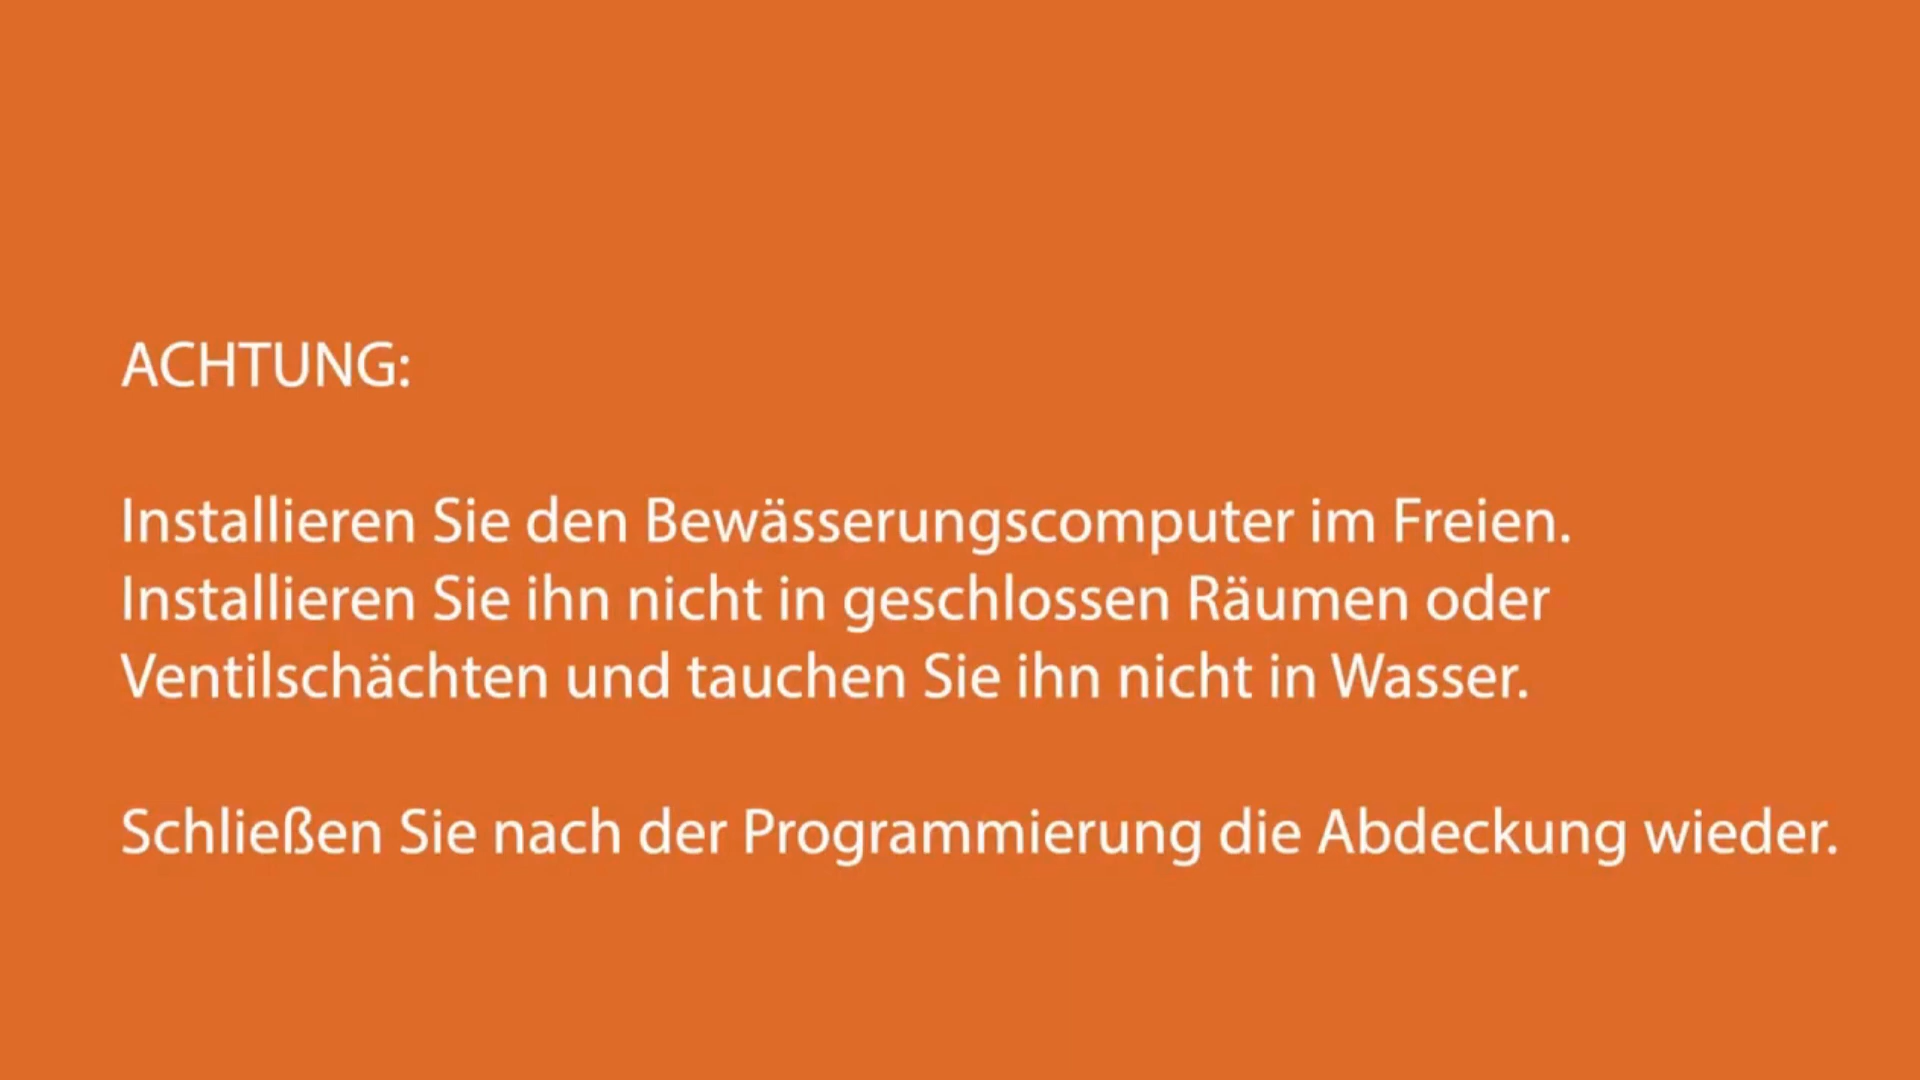 ACHTUNG:
Installieren Sie den Bewässerungscomputer im Freien.
Installieren Sie ihn nicht in geschlossen Räumen oder
Ventilschächten und tauchen Sie ihn nicht in Wasser.
Schließen Sie nach der Programmierung die Abdeckung wieder.